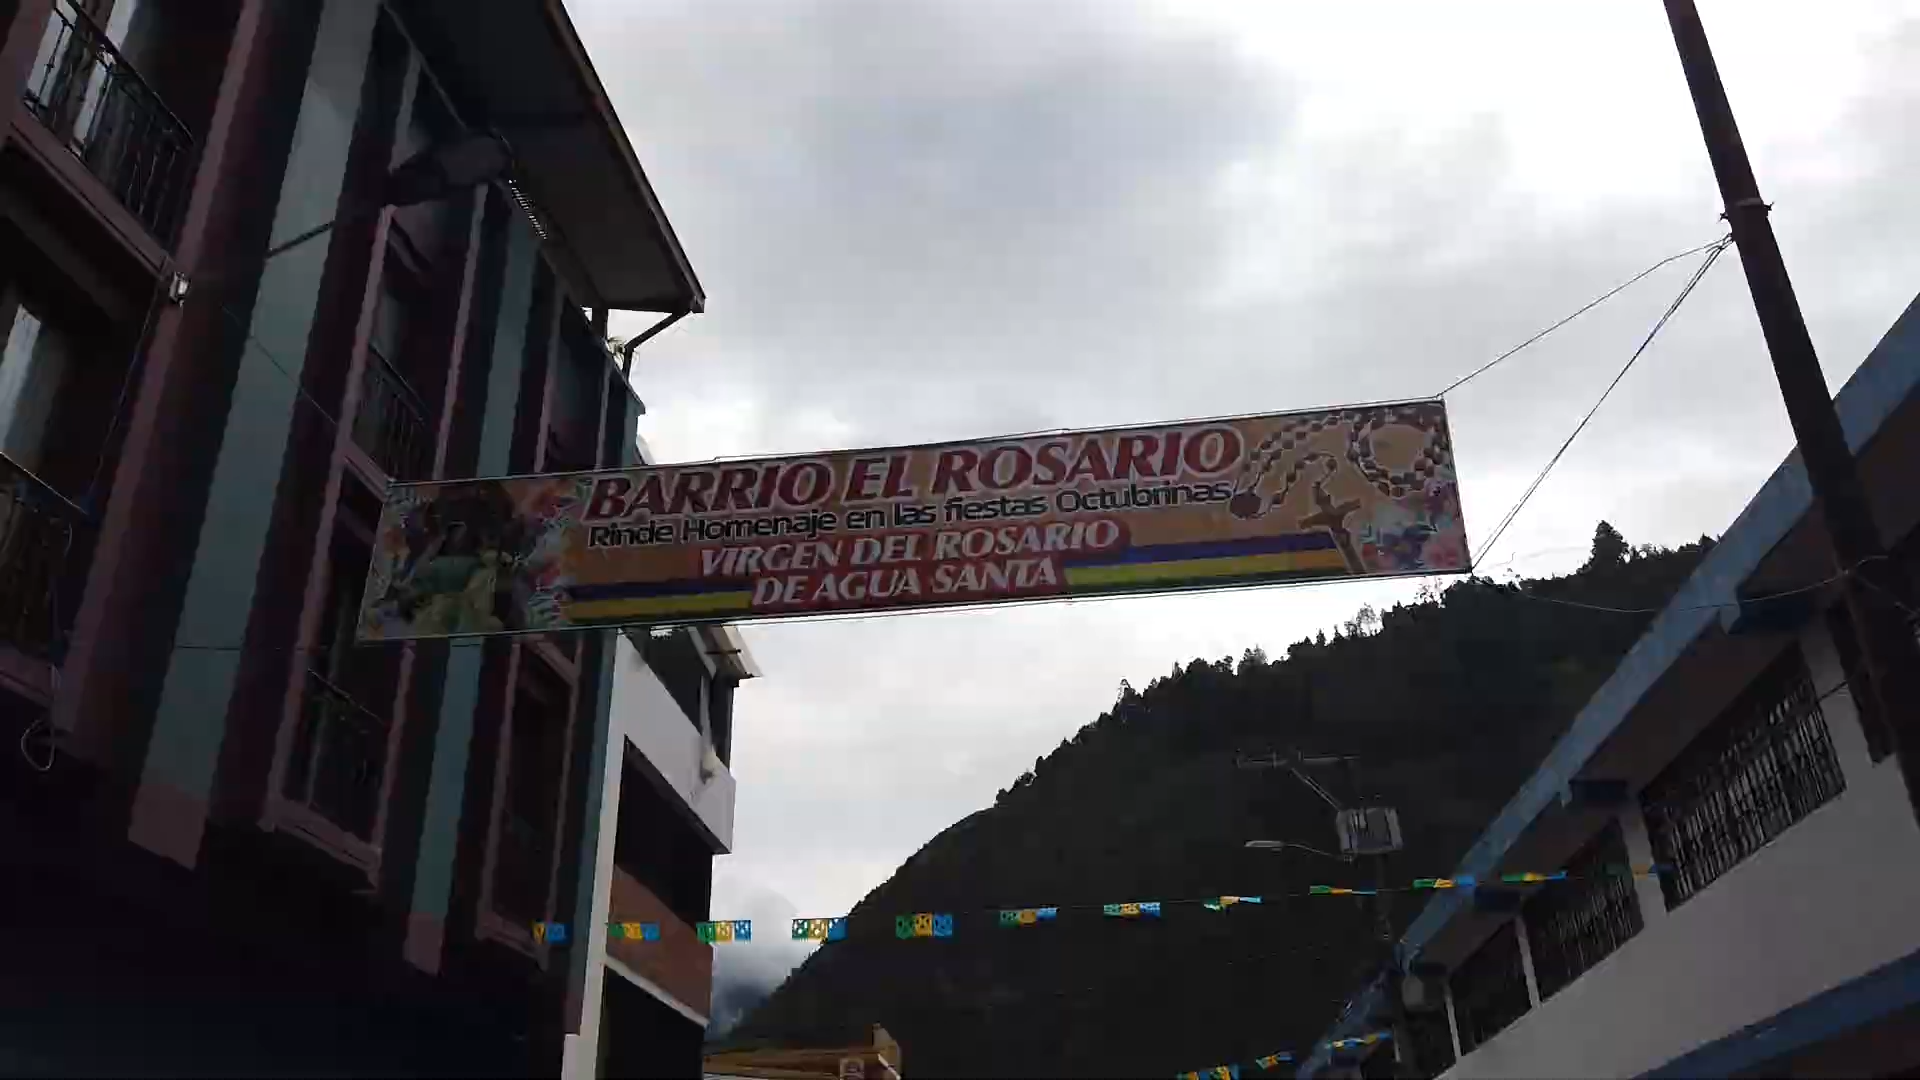 BARRIO EL ROSARIO
Rinde Homenaje en las fiestas Octubrinas
VIRGEN DEL ROSARIO
DE AGUA SANTA